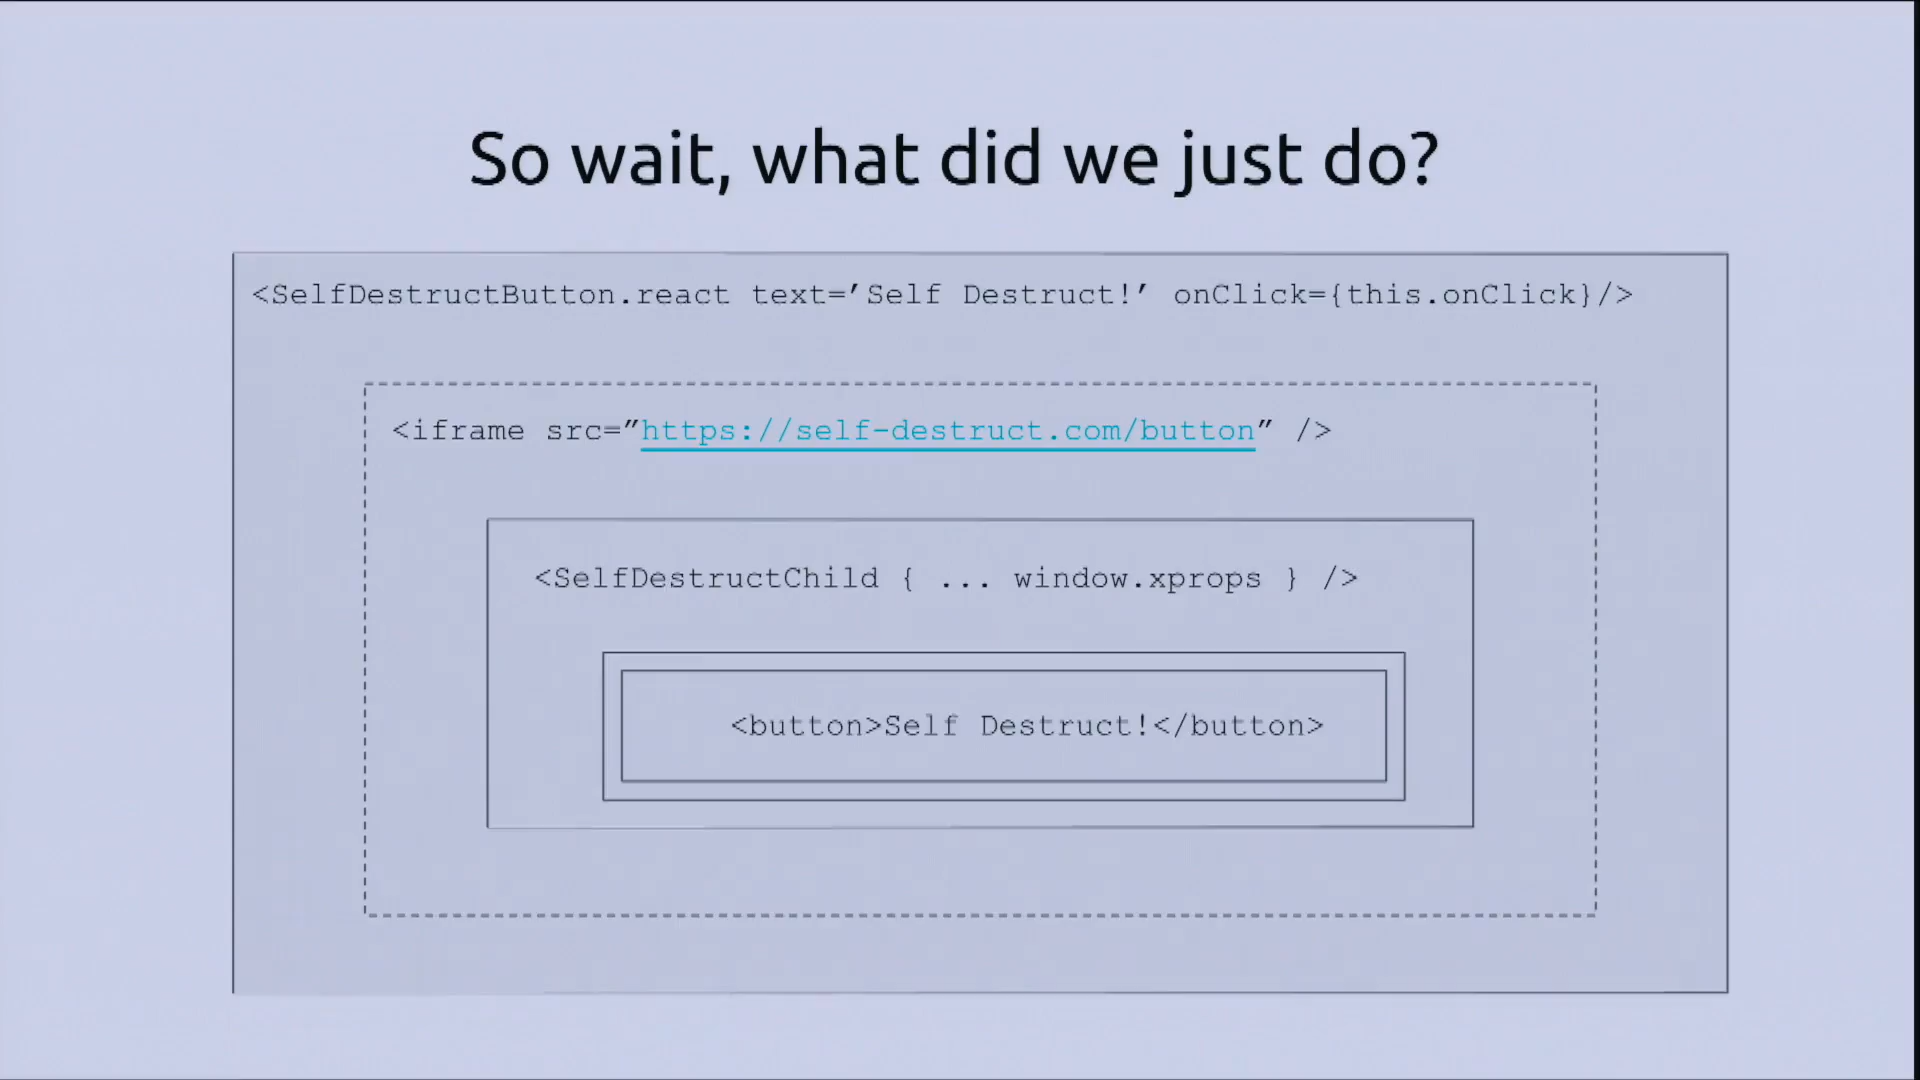 So wait, what did we just do?
<SelfDestructButton.react text=’Self Destruct!’ onClick={this.onClick}/>
<iframe src=”https://self-destruct.com/button” />
<SelfDestructChild { ... window.xprops } />
<button>Self Destruct!</button>